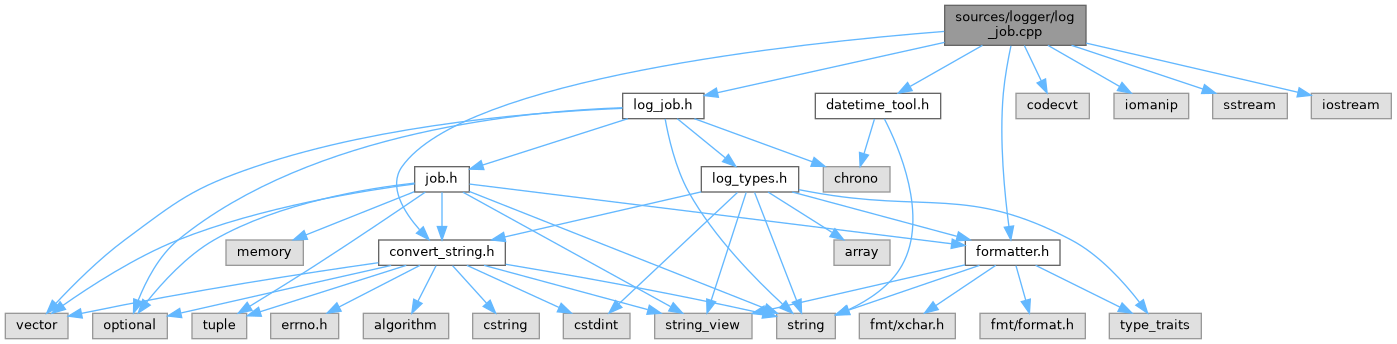 sources/logger/log
_job.cpp
log_job.h
datetime_tool.h
codecvt
iomanip
sstream
iostream
job.h
log_types.h
chrono
memory
convert_string.h
array
formatter.h
vector
optional
tuple
errno.h
algorithm
cstring
cstdint
string_view
string
fmt/xchar.h
fmt/format.h
type_traits